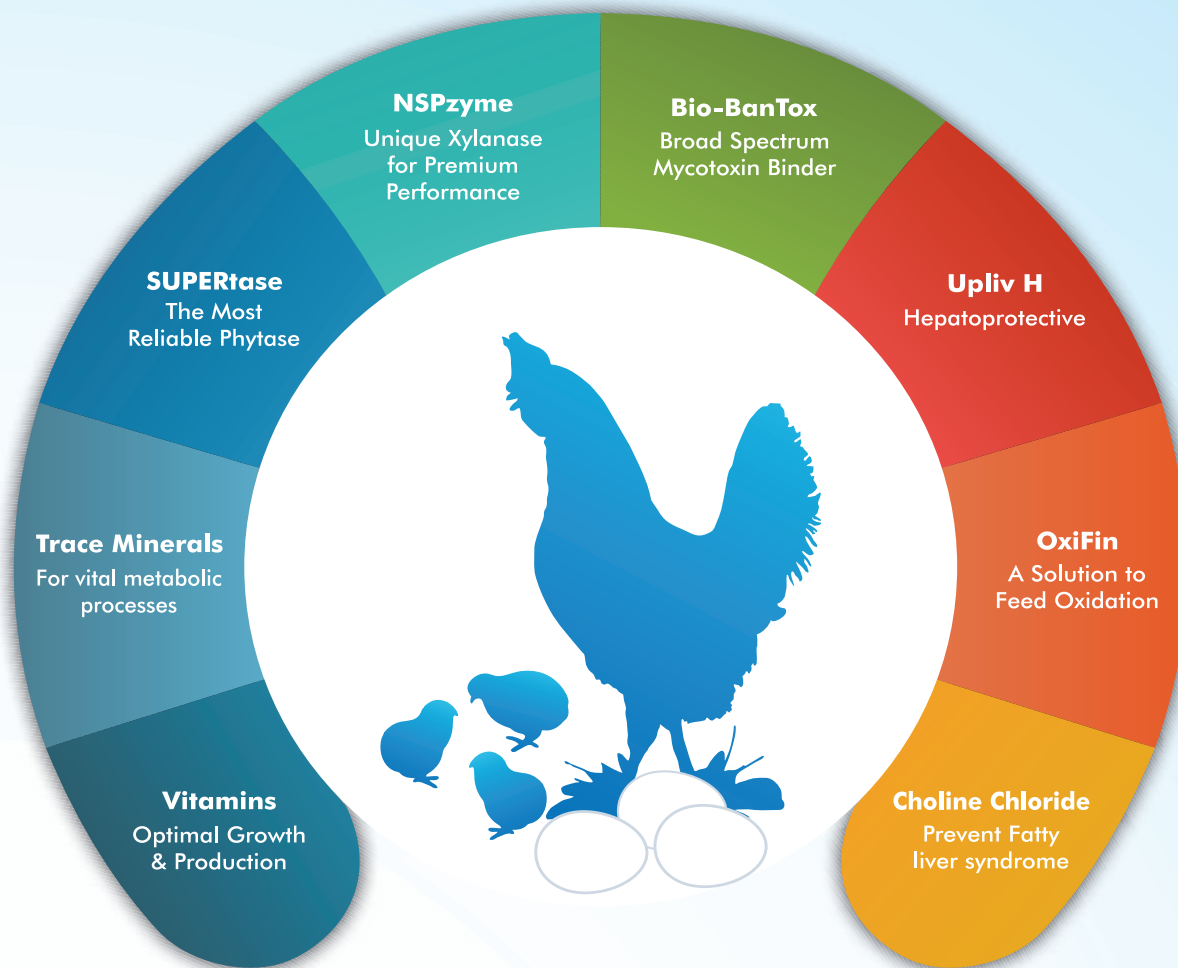 NSPzyme
Unique Xylanase
for Premium
Performance
Bio-BanTox
Broad Spectrum
Mycotoxin Binder
SUPERtase
The Most
Reliable Phytase
Upliv H
Hepatoprotective
Trace Minerals
For vital metabolic
processes
OxiFin
A Solution to
Feed Oxidation
Vitamins
Optimal Growth
& Production
Choline Chloride
Prevent Fatty
liver syndrome